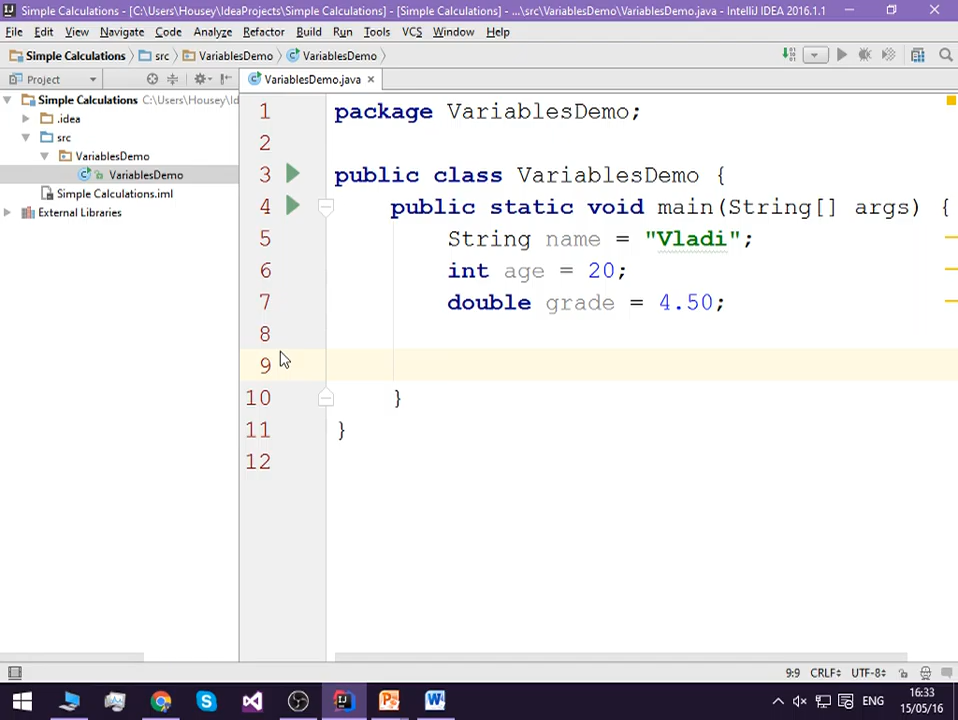 Simple Calculations - [C:\Users\Housey\IdeaProjects\Simple Calculations] - [Simple Calculations] - ...\src\VariablesDemo\VariablesDemo.java - IntelliJ IDEA 2016.1.1
File Edit View Navigate Code Analyze Refactor Build Run Tools VCS Window Help
Simple Calculations src VariablesDemo VariablesDemo
Project VariablesDemo.java
Simple Calculations C:\Users\Housey\Id
.idea
src
VariablesDemo
VariablesDemo
Simple Calculations.iml
External Libraries
1 package VariablesDemo;
2
3 public class VariablesDemo {
4 public static void main(String[] args) {
5 String name = "Vladi";
6 int age = 20;
7 double grade = 4.50;
8
9
10 }
11 }
12
9:9 CRLF UTF-8
ENG 16:33
15/05/16